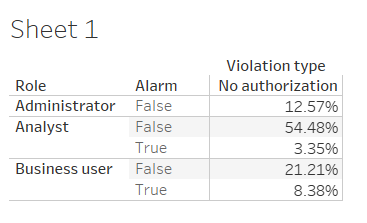 Sheet 1
Violation type
Role Alarm No authorization
Administrator False 12.57%
Analyst False 54.48%
True 3.35%
Business user False 21.21%
True 8.38%